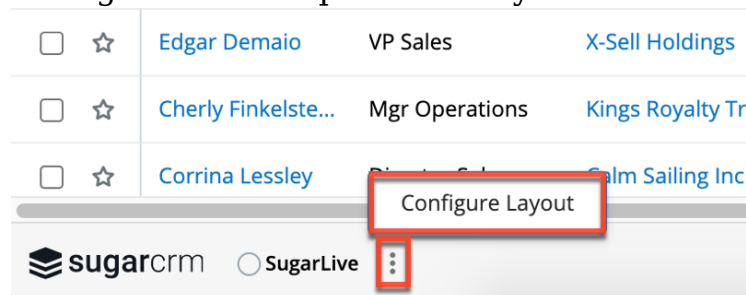 Edgar Demaio VP Sales X-Sell Holdings
Cherly Finkelste... Mgr Operations Kings Royalty Tr
Corrina Lessley Calm Sailing Inc
Configure Layout
sugarcrm SugarLive